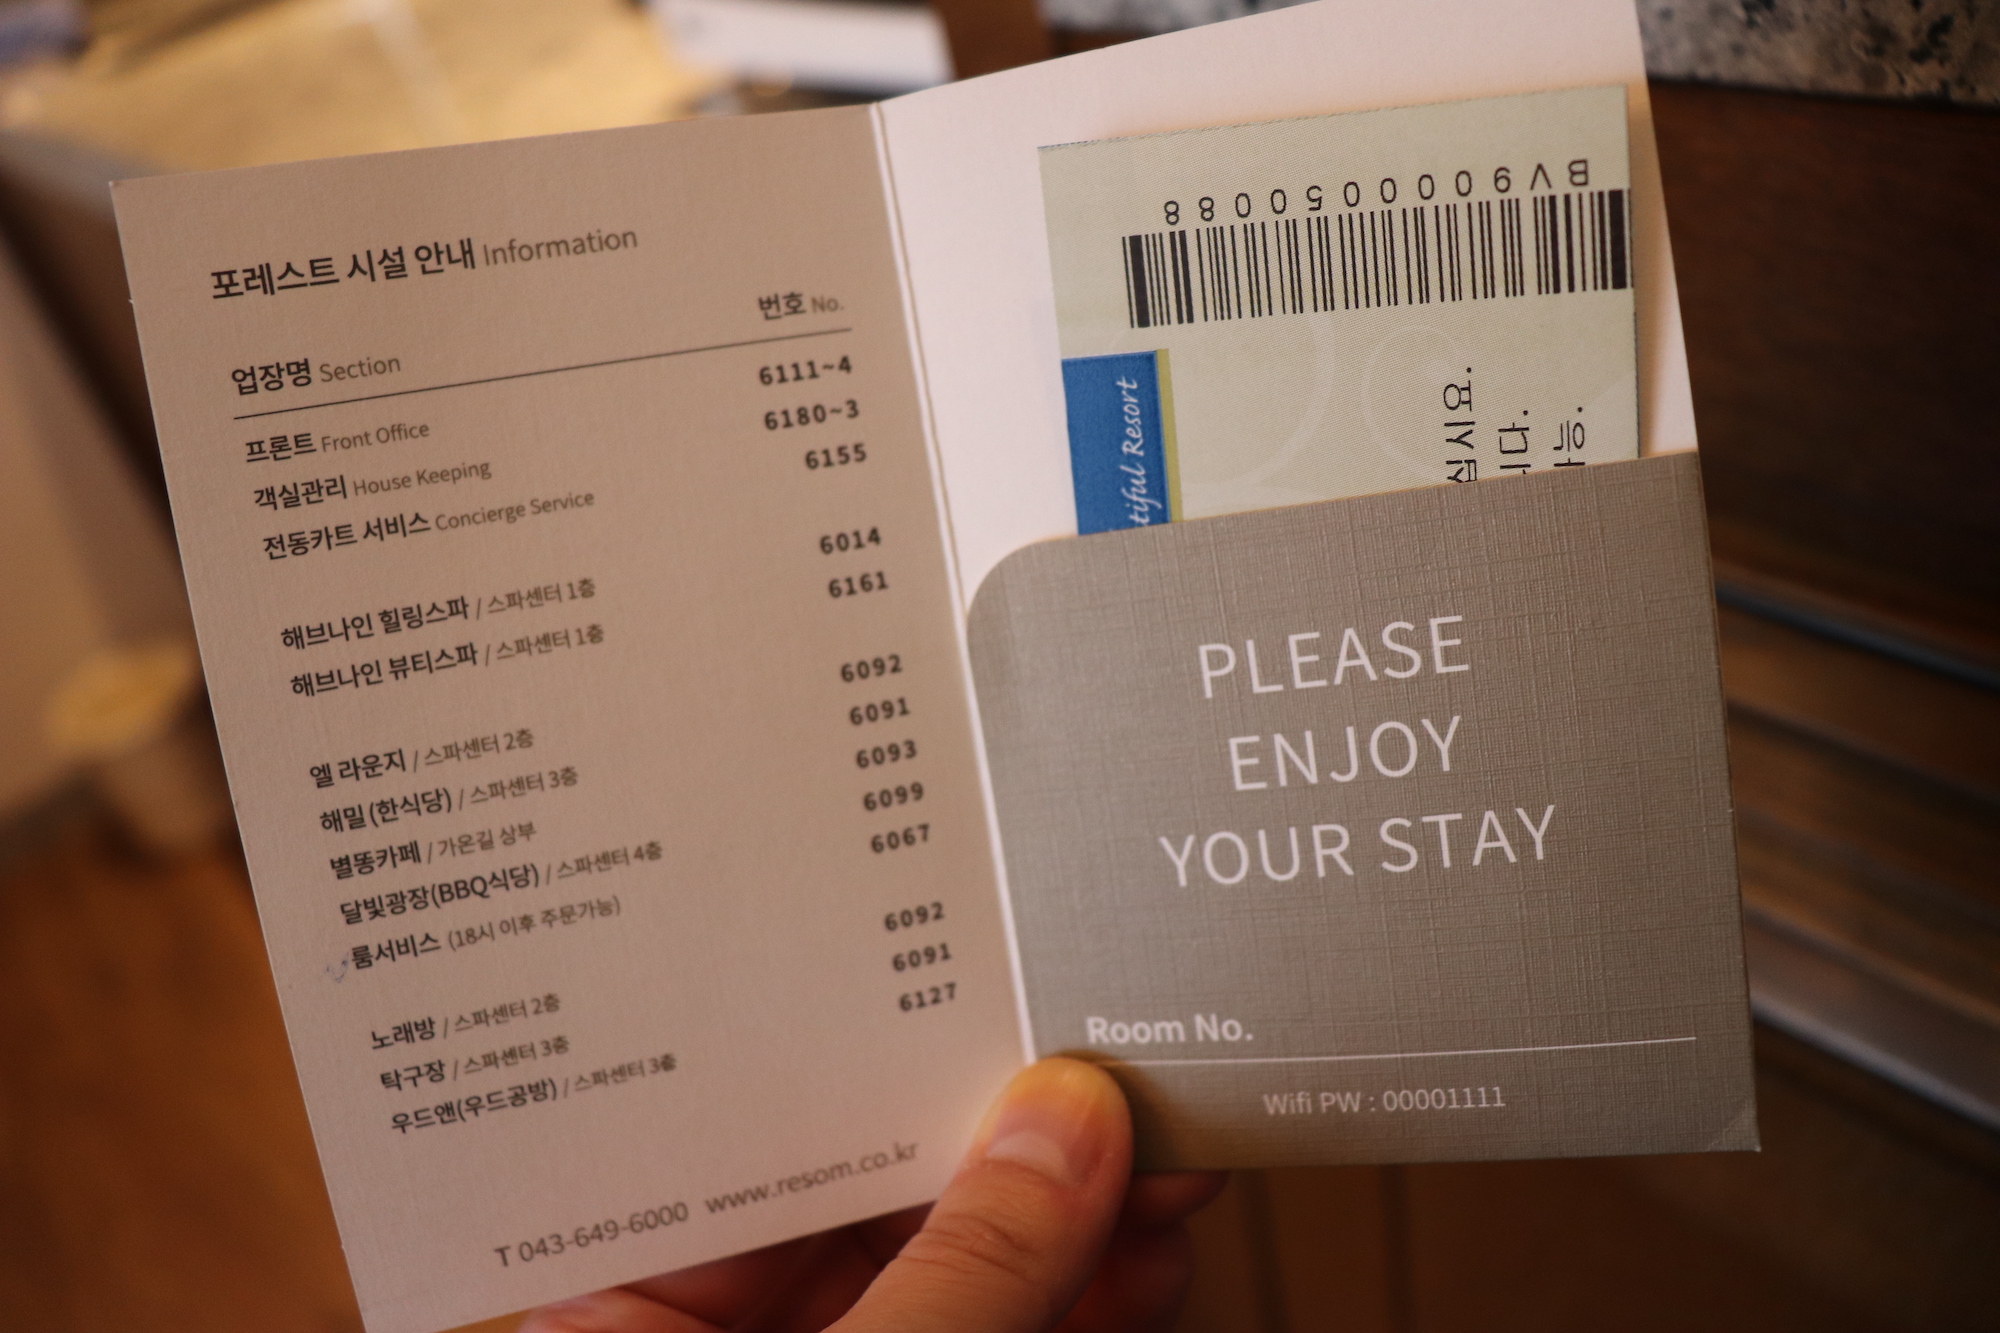 포레스트 시설 안내 Information
업장명 Section 번호 No.
프론트 Front Office 6111~4
객실관리 House Keeping 6180~3
전동카트 서비스 Concierge Service 6155
해브나인 힐링스파 / 스파센터 1층 6014
해브나인 뷰티스파 / 스파센터 1층 6161
엘 라운지 / 스파센터 2층 6092
해밀(한식당) / 스파센터 3층 6091
별똥카페 / 가온길 상부 6093
달빛광장(BBQ식당) / 스파센터 4층 6099
룸서비스 (18시 이후 주문가능) 6067
노래방 / 스파센터 2층 6092
탁구장 / 스파센터 3층 6091
우드앤(우드공방) / 스파센터 3층 6127
T 043-649-6000 www.resom.co.kr
BV9000050088
Resort
PLEASE
ENJOY
YOUR STAY
Room No.
Wifi PW : 00001111